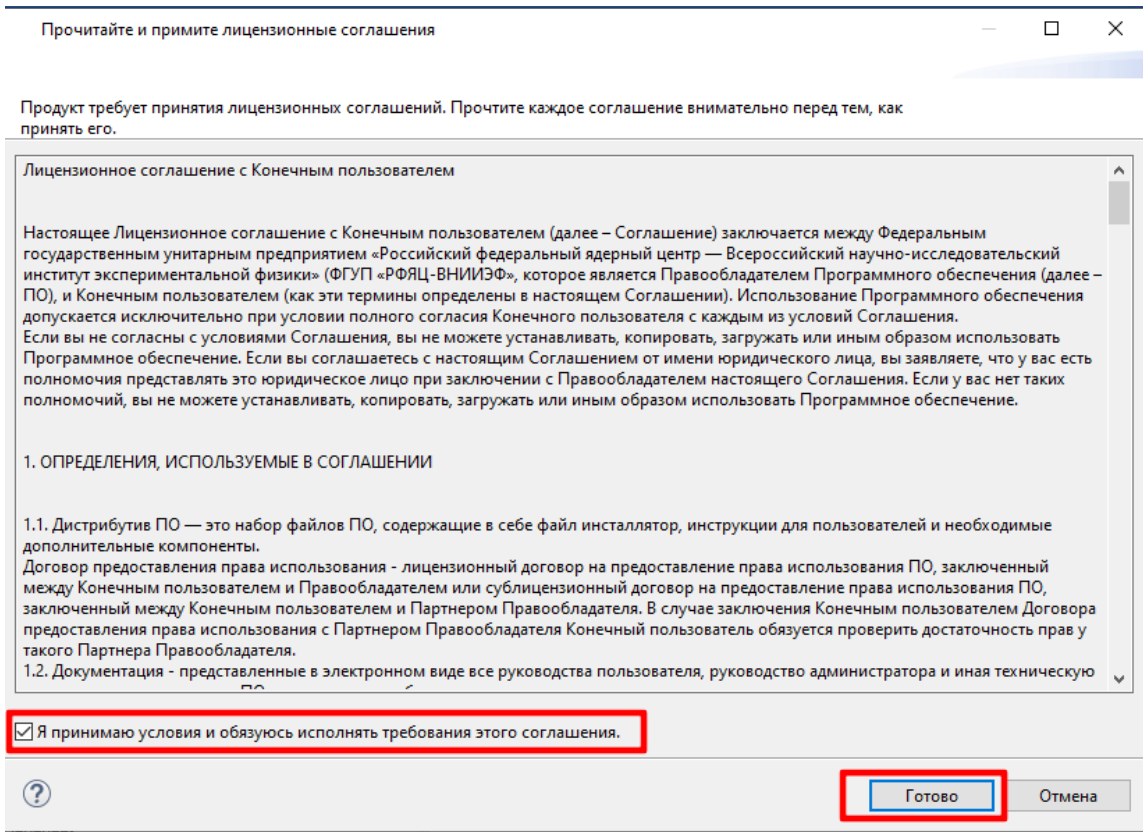 Прочитайте и примите лицензионные соглашения
Продукт требует принятия лицензионных соглашений. Прочтите каждое соглашение внимательно перед тем, как
принять его.
Лицензионное соглашение с Конечным пользователем
Настоящее Лицензионное соглашение с Конечным пользователем (далее – Соглашение) заключается между Федеральным
государственным унитарным предприятием «Российский федеральный ядерный центр — Всероссийский научно-исследовательский
институт экспериментальной физики» (ФГУП «РФЯЦ-ВНИИЭФ», которое является Правообладателем Программного обеспечения (далее –
ПО), и Конечным пользователем (как эти термины определены в настоящем Соглашении). Использование Программного обеспечения
допускается исключительно при условии полного согласия Конечного пользователя с каждым из условий Соглашения.
Если вы не согласны с условиями Соглашения, вы не можете устанавливать, копировать, загружать или иным образом использовать
Программное обеспечение. Если вы соглашаетесь с настоящим Соглашением от имени юридического лица, вы заявляете, что у вас есть
полномочия представлять это юридическое лицо при заключении с Правообладателем настоящего Соглашения. Если у вас нет таких
полномочий, вы не можете устанавливать, копировать, загружать или иным образом использовать Программное обеспечение.
1. ОПРЕДЕЛЕНИЯ, ИСПОЛЬЗУЕМЫЕ В СОГЛАШЕНИИ
1.1. Дистрибутив ПО — это набор файлов ПО, содержащие в себе файл инсталлятор, инструкции для пользователей и необходимые
дополнительные компоненты.
Договор предоставления права использования - лицензионный договор на предоставление права использования ПО, заключенный
между Конечным пользователем и Правообладателем или сублицензионный договор на предоставление права использования ПО,
заключенный между Конечным пользователем и Партнером Правообладателя. В случае заключения Конечным пользователем Договора
предоставления права использования с Партнером Правообладателя Конечный пользователь обязуется проверить достаточность прав у
такого Партнера Правообладателя.
1.2. Документация - представленные в электронном виде все руководства пользователя, руководство администратора и иная техническую
Я принимаю условия и обязуюсь исполнять требования этого соглашения.
Готово
Отмена